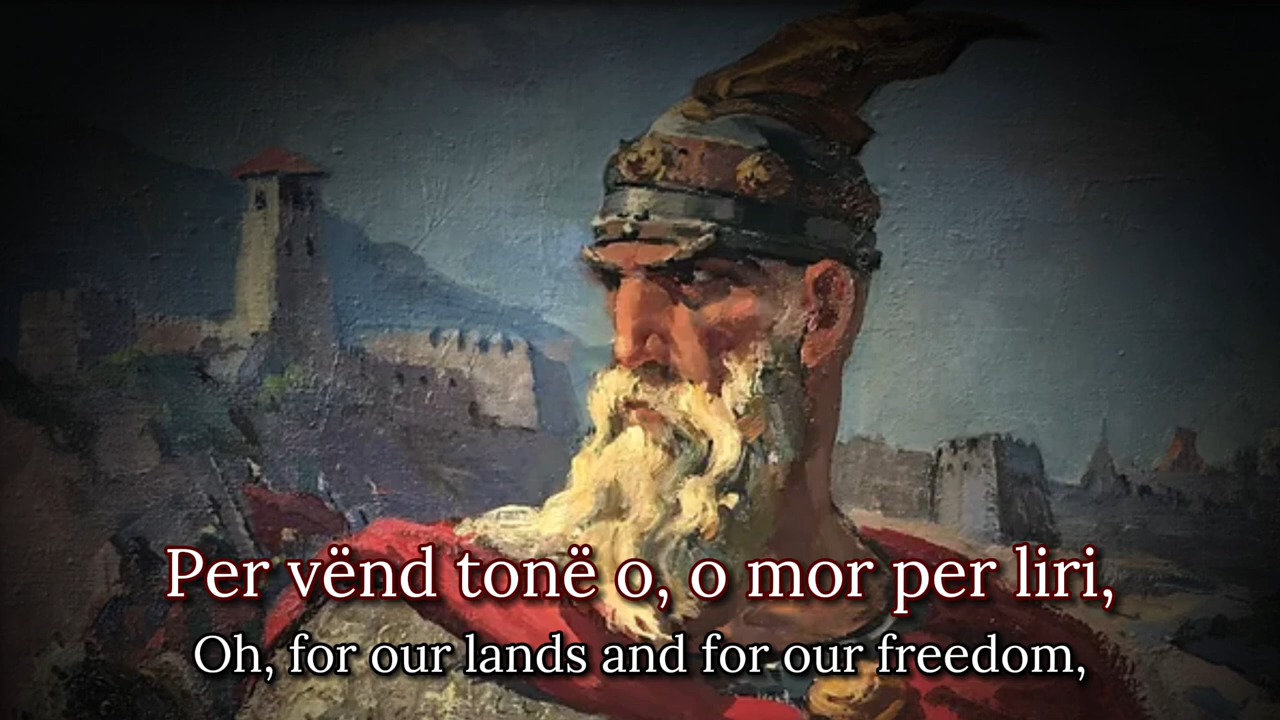 Per vënd tonë o, o mor per liri,
Oh, for our lands and for our freedom,